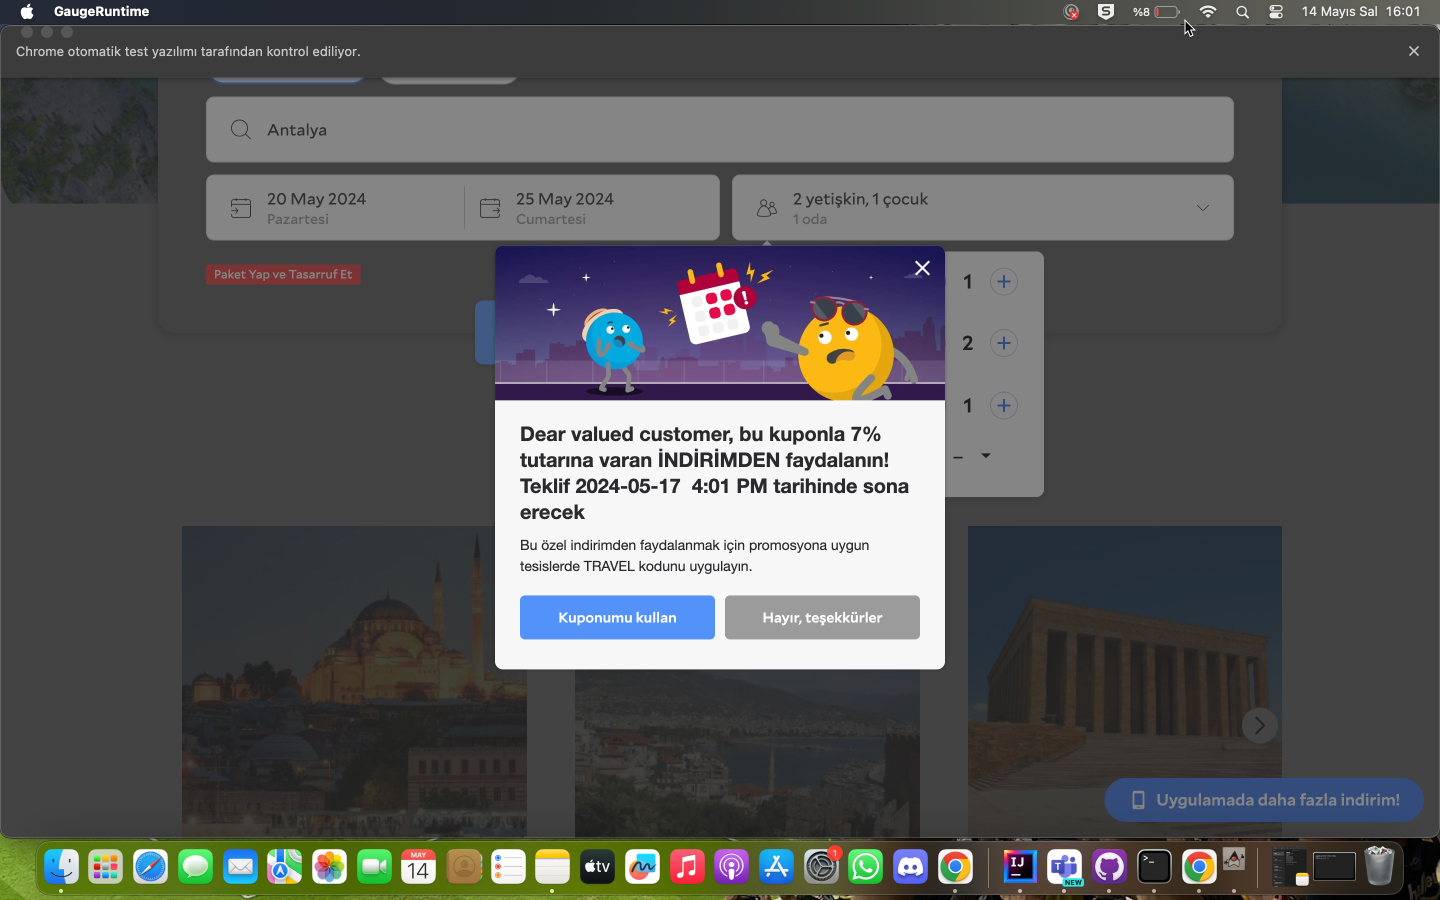 GaugeRuntime
S
%8
14 Mayıs Sal 16:01
Chrome otomatik test yazılımı tarafından kontrol ediliyor.
Antalya
20 May 2024
Pazartesi
25 May 2024
Cumartesi
2 yetişkin, 1 çocuk
1 oda
Paket Yap ve Tasarruf Et
1
2
1
–
!
Dear valued customer, bu kuponla 7%
tutarına varan İNDİRİMDEN faydalanın!
Teklif 2024-05-17 4:01 PM tarihinde sona
erecek
Bu özel indirimden faydalanmak için promosyona uygun
tesislerde TRAVEL kodunu uygulayın.
Kuponumu kullan
Hayır, teşekkürler
Uygulamada daha fazla indirim!
MAY
14
tv
1
IJ
NEW
>_